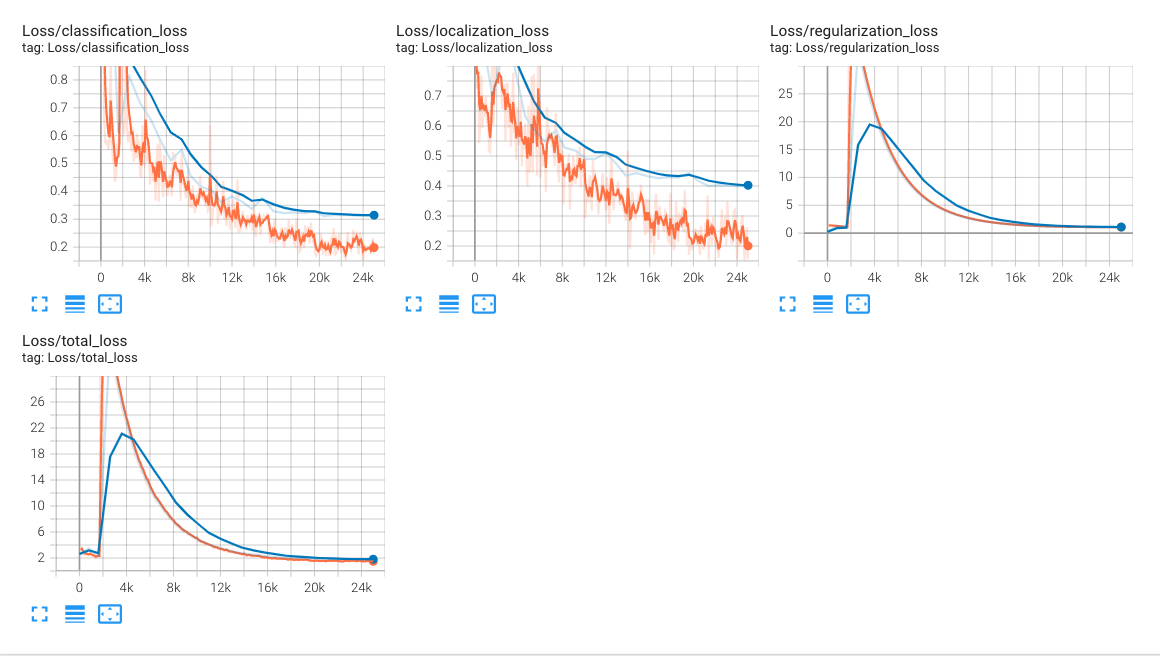 Loss/classification_loss
tag: Loss/classification_loss
0.8
0.7
0.6
0.5
0.4
0.3
0.2
0 4k 8k 12k 16k 20k 24k
Loss/localization_loss
tag: Loss/localization_loss
0.7
0.6
0.5
0.4
0.3
0.2
0 4k 8k 12k 16k 20k 24k
Loss/regularization_loss
tag: Loss/regularization_loss
25
20
15
10
5
0
0 4k 8k 12k 16k 20k 24k
Loss/total_loss
tag: Loss/total_loss
26
22
18
14
10
6
2
0 4k 8k 12k 16k 20k 24k